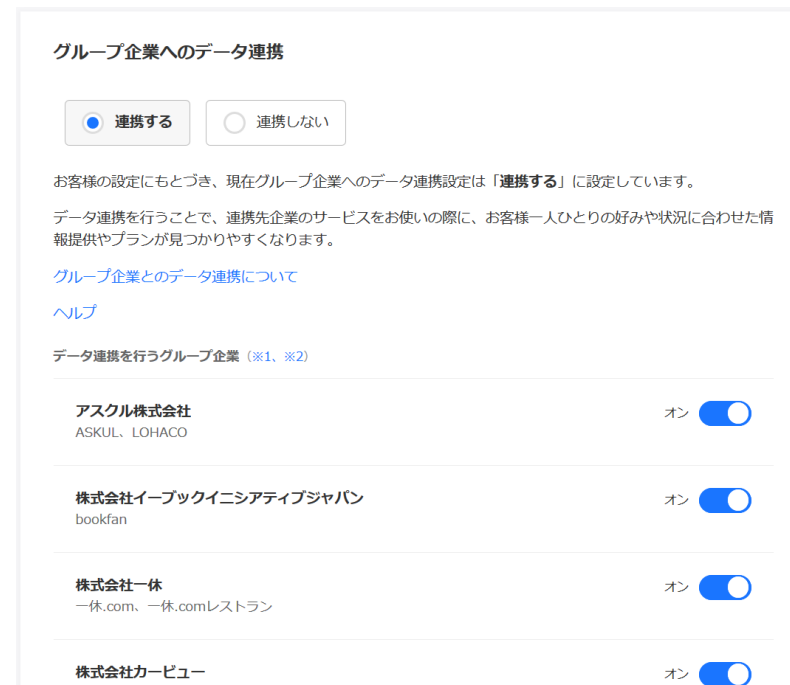 グループ企業へのデータ連携
連携する
連携しない
お客様の設定にもとづき、現在グループ企業へのデータ連携設定は「連携する」に設定しています。
データ連携を行うことで、連携先企業のサービスをお使いの際に、お客様一人ひとりの好みや状況に合わせた情
報提供やプランが見つかりやすくなります。
グループ企業とのデータ連携について
ヘルプ
データ連携を行うグループ企業（※1、※2）
アスクル株式会社
オン
ASKUL、LOHACO
株式会社イーブックイニシアティブジャパン
オン
bookfan
株式会社一休
オン
一休.com、一休.comレストラン
株式会社カービュー
オン